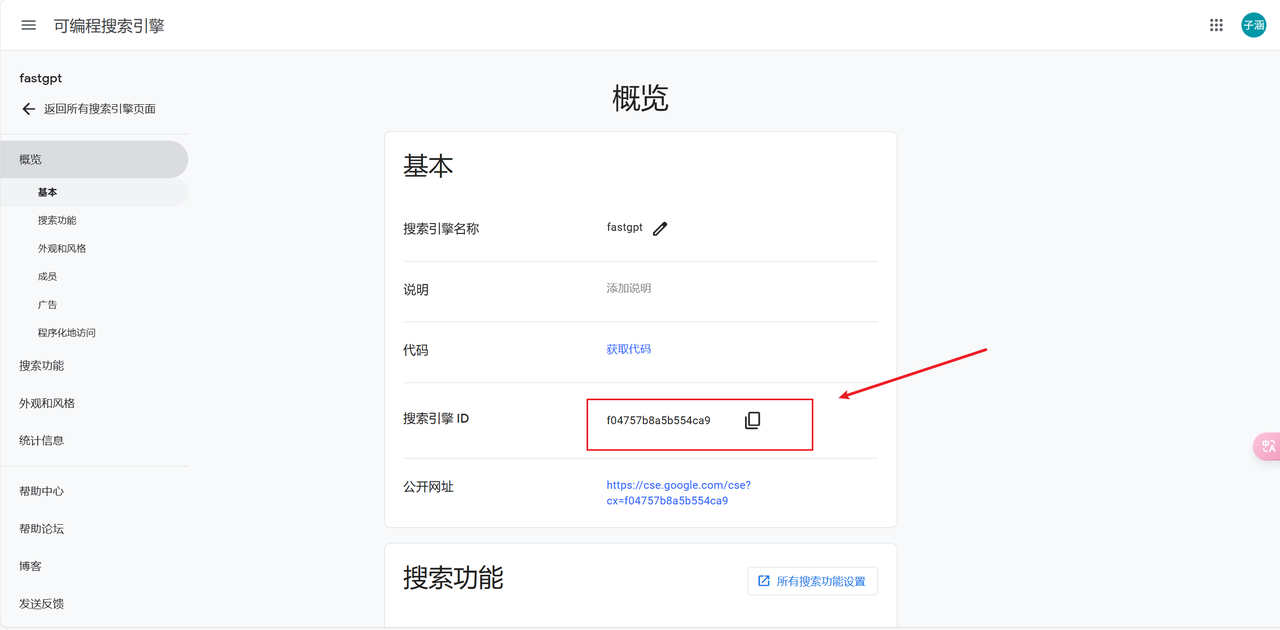 可编程搜索引擎
子涵
fastgpt
返回所有搜索引擎页面
概览
基本
搜索功能
外观和风格
成员
广告
程序化地访问
搜索功能
外观和风格
统计信息
帮助中心
帮助论坛
博客
发送反馈
概览
基本
搜索引擎名称
fastgpt
说明
添加说明
代码
获取代码
搜索引擎 ID
f04757b8a5b554ca9
公开网址
https://cse.google.com/cse?
cx=f04757b8a5b554ca9
搜索功能
所有搜索功能设置